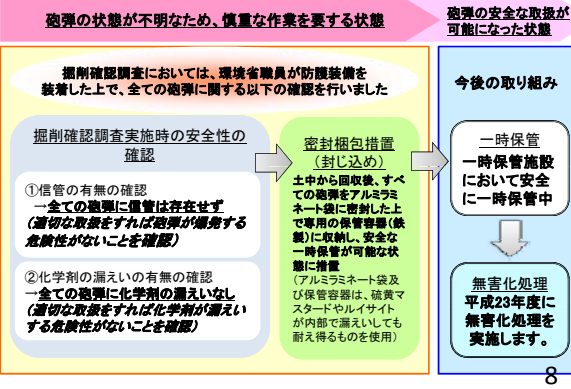 砲弾の状態が不明なため、慎重な作業を要する状態
砲弾の安全な取扱が
可能になった状態
掘削確認調査においては、環境省職員が防護装備を
装着した上で、全ての砲弾に関する以下の確認を行いました
掘削確認調査実施時の安全性の
確認
①信管の有無の確認
→全ての砲弾に信管は存在せず
(適切な取扱をすれば砲弾が爆発する
危険性がないことを確認)
②化学剤の漏えいの有無の確認
→全ての砲弾に化学剤の漏えいなし
(適切な取扱をすれば化学剤が漏えい
する危険性がないことを確認)
密封梱包措置
(封じ込め)
土中から回収後、すべ
ての砲弾をアルミラミ
ネート袋に密封した上
で専用の保管容器(鉄
製)に収納し、安全な
一時保管が可能な状
態に措置
(アルミラミネート袋及
び保管容器は、硫黄マ
スタードやルイサイト
が内部で漏えいしても
耐え得るものを使用)
今後の取り組み
一時保管
一時保管施設
において安全
に一時保管中
無害化処理
平成23年度に
無害化処理を
実施します。
8